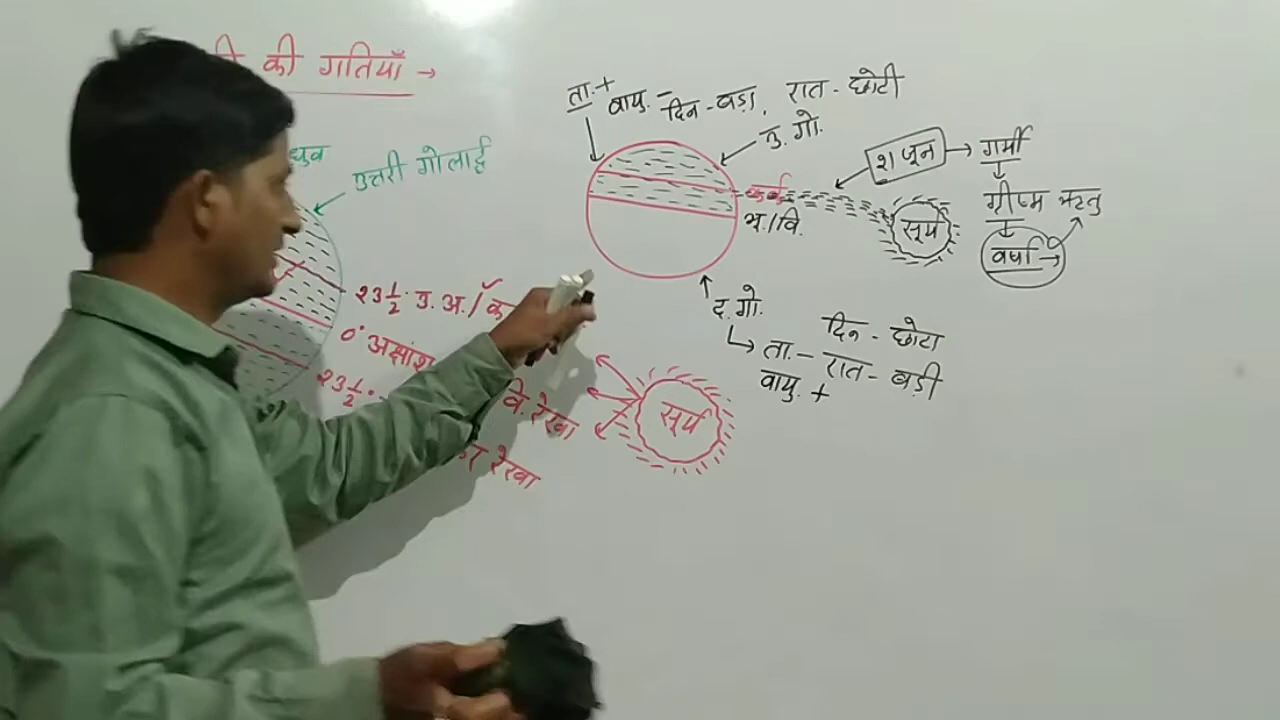 की गतियाँ →
ध्रुव
उत्तरी गोलार्द्ध
23½ उ. अ. / क
0° अक्षांश
वि. रेखा
23½°
रेखा
सूर्य
ता. +
वायु. -
दिन - बड़ा, रात - छोटी
उ. गो.
कर्क
भू. / वि.
21 जून → गर्मी
ग्रीष्म ऋतु
वर्षा →
सूर्य
द. गो.
दिन - छोटा
ता. - रात - बड़ी
वायु. +